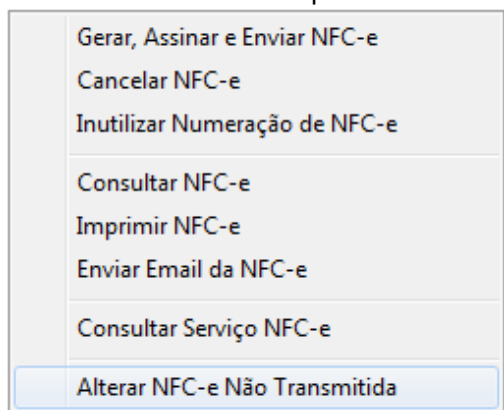 Gerar, Assinar e Enviar NFC-e
Cancelar NFC-e
Inutilizar Numeração de NFC-e
Consultar NFC-e
Imprimir NFC-e
Enviar Email da NFC-e
Consultar Serviço NFC-e
Alterar NFC-e Não Transmitida